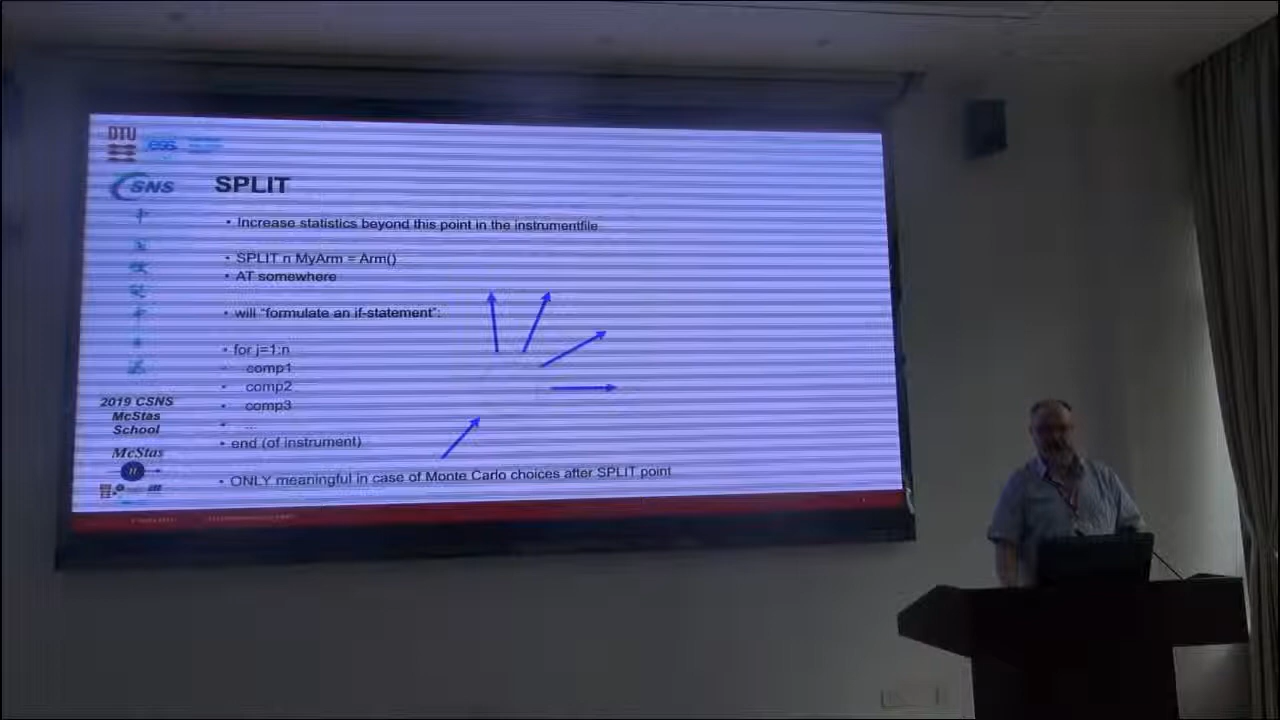 DTU
ess
CSNS
SPLIT
• Increase statistics beyond this point in the instrumentfile
• SPLIT n MyArm = Arm()
• AT somewhere
• will "formulate an if-statement":
• for j=1:n
• comp1
• comp2
• comp3
• ...
• end (of instrument)
• ONLY meaningful in case of Monte Carlo choices after SPLIT point
2019 CSNS
McStas
School
McStas
n